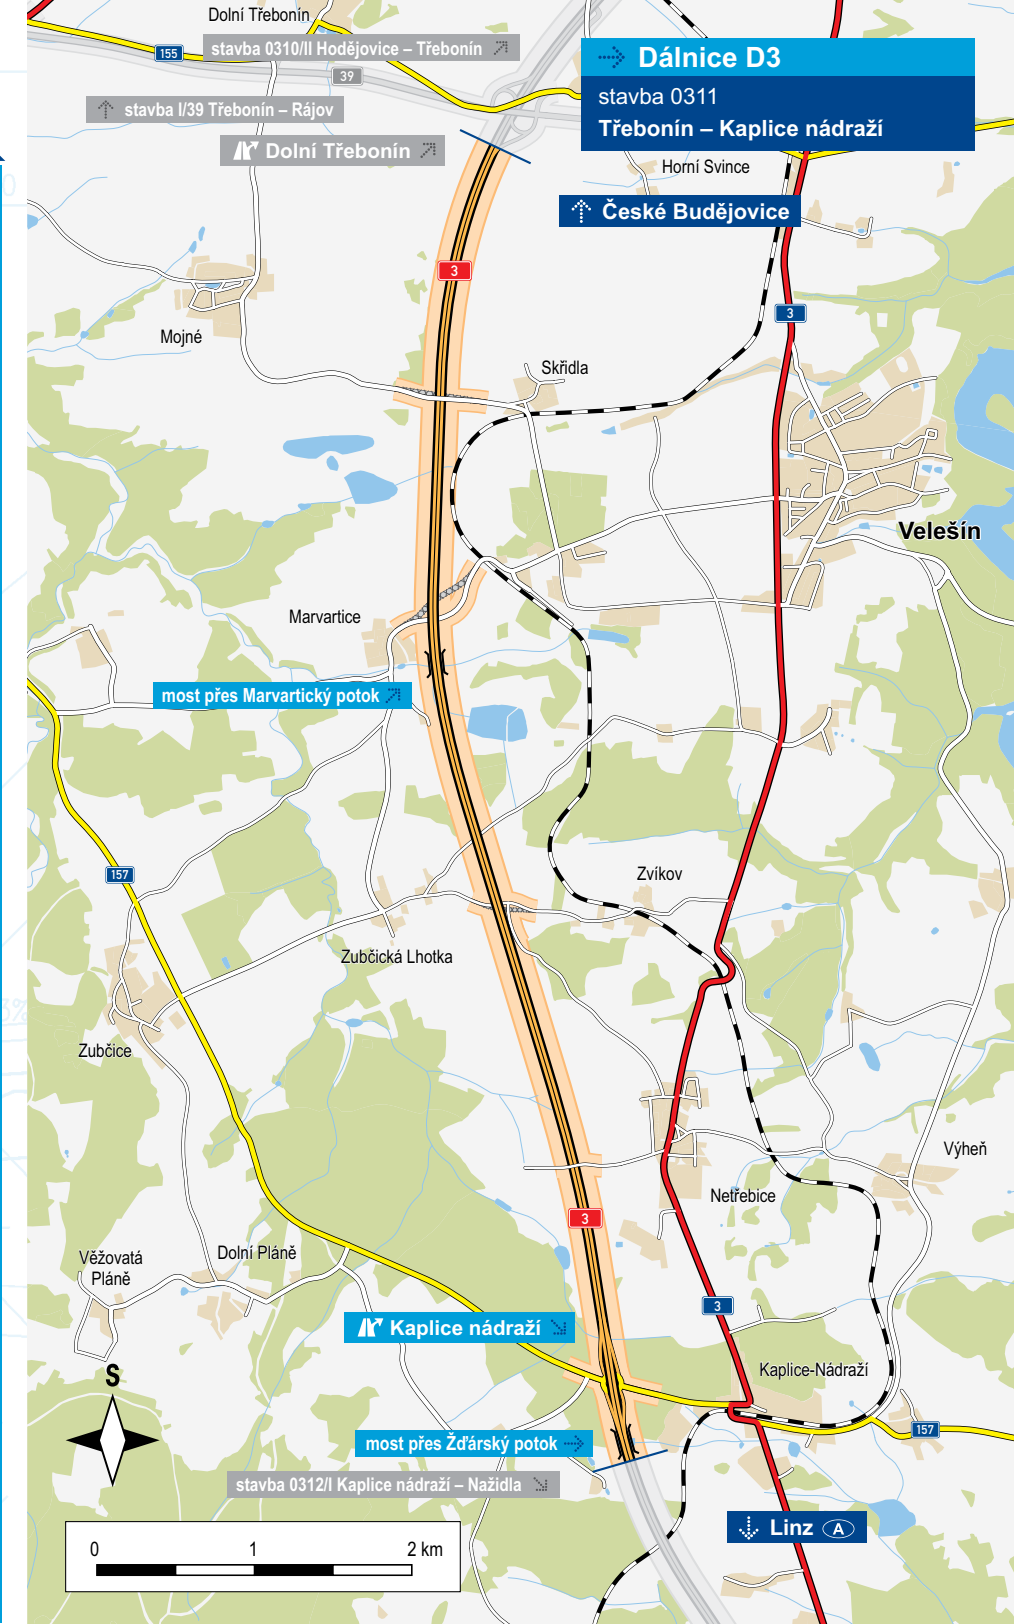 Dolní Třebonín
155
stavba 0310/II Hodějovice – Třebonín
39
Dálnice D3
stavba 0311
Třebonín – Kaplice nádraží
stavba I/39 Třebonín – Rájov
Dolní Třebonín
Horní Svince
České Budějovice
3
3
Mojné
Skřidla
Velešín
Marvartice
most přes Marvartický potok
157
Zvíkov
Zubčická Lhotka
Zubčice
Výheň
Netřebice
3
Věžovatá
Pláně
Dolní Pláně
3
Kaplice nádraží
Kaplice-Nádraží
S
157
most přes Žďárský potok
stavba 0312/I Kaplice nádraží – Nažidla
Linz A
0 1 2 km